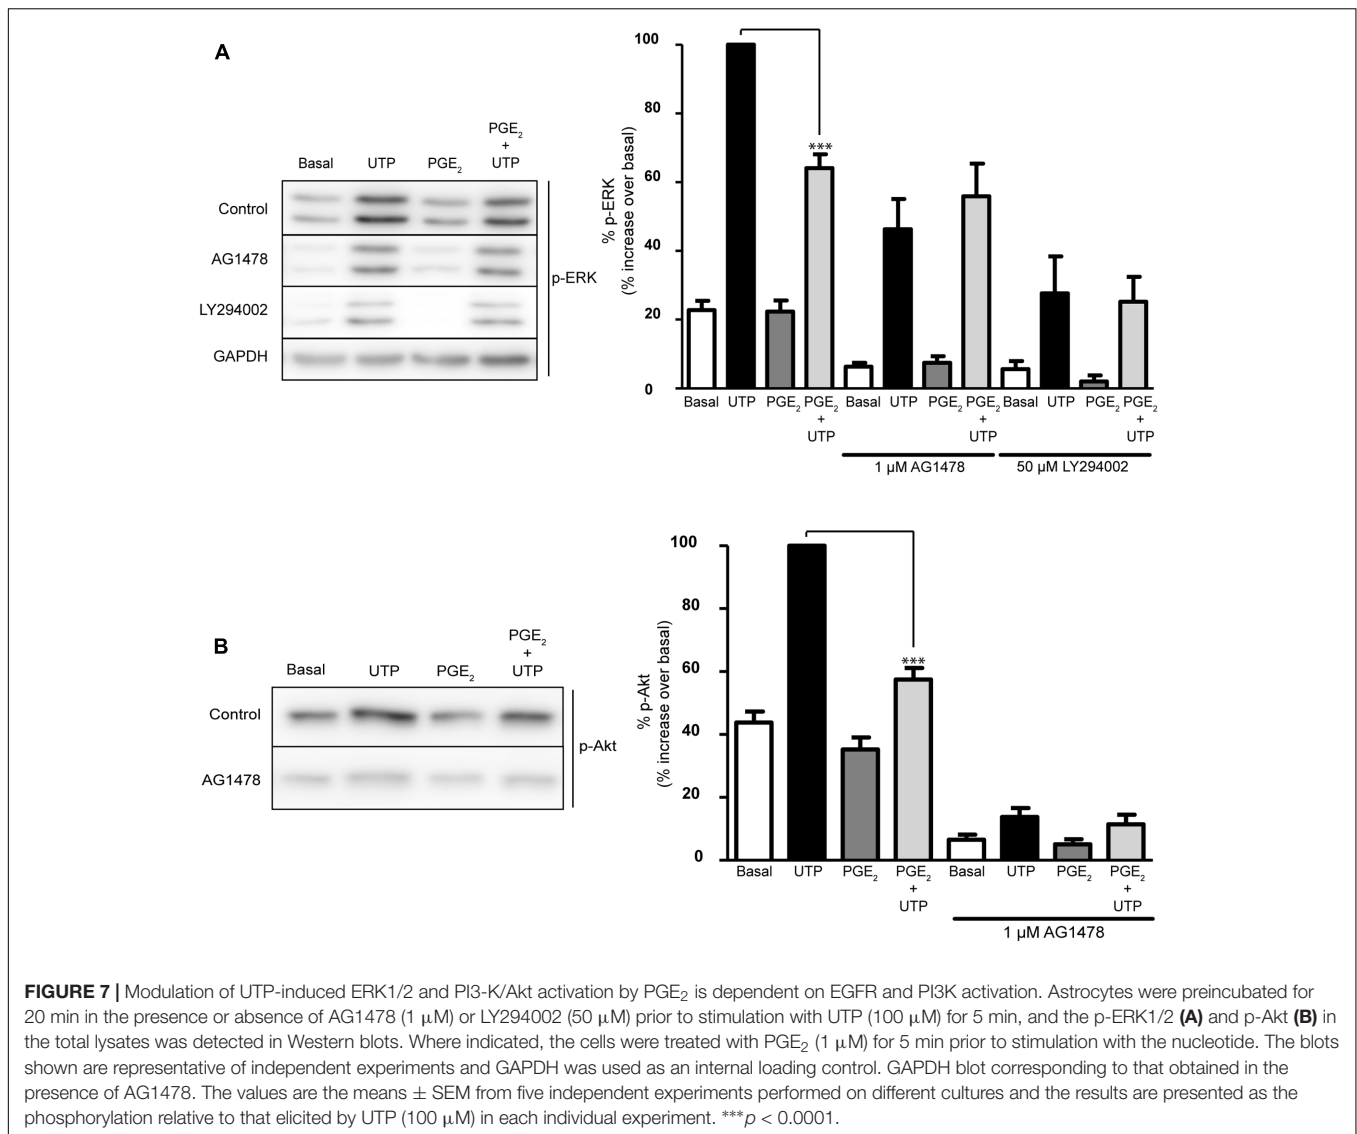 A
Basal
UTP
PGE2
PGE2
+
UTP
Control
AG1478
LY294002
GAPDH
p-ERK
% p-ERK
(% increase over basal)
100
80
60
40
20
0
***
Basal UTP PGE2 PGE2 Basal UTP PGE2 PGE2 Basal UTP PGE2 PGE2
+ + +
UTP UTP UTP
1 µM AG1478 50 µM LY294002
B
Basal
UTP
PGE2
PGE2
+
UTP
Control
AG1478
p-Akt
% p-Akt
(% increase over basal)
100
80
60
40
20
0
***
Basal UTP PGE2 PGE2 Basal UTP PGE2 PGE2
+ +
UTP UTP
1 µM AG1478
FIGURE 7 | Modulation of UTP-induced ERK1/2 and PI3-K/Akt activation by PGE2 is dependent on EGFR and PI3K activation. Astrocytes were preincubated for
20 min in the presence or absence of AG1478 (1 µM) or LY294002 (50 µM) prior to stimulation with UTP (100 µM) for 5 min, and the p-ERK1/2 (A) and p-Akt (B) in
the total lysates was detected in Western blots. Where indicated, the cells were treated with PGE2 (1 µM) for 5 min prior to stimulation with the nucleotide. The blots
shown are representative of independent experiments and GAPDH was used as an internal loading control. GAPDH blot corresponding to that obtained in the
presence of AG1478. The values are the means ± SEM from five independent experiments performed on different cultures and the results are presented as the
phosphorylation relative to that elicited by UTP (100 µM) in each individual experiment. ***p < 0.0001.